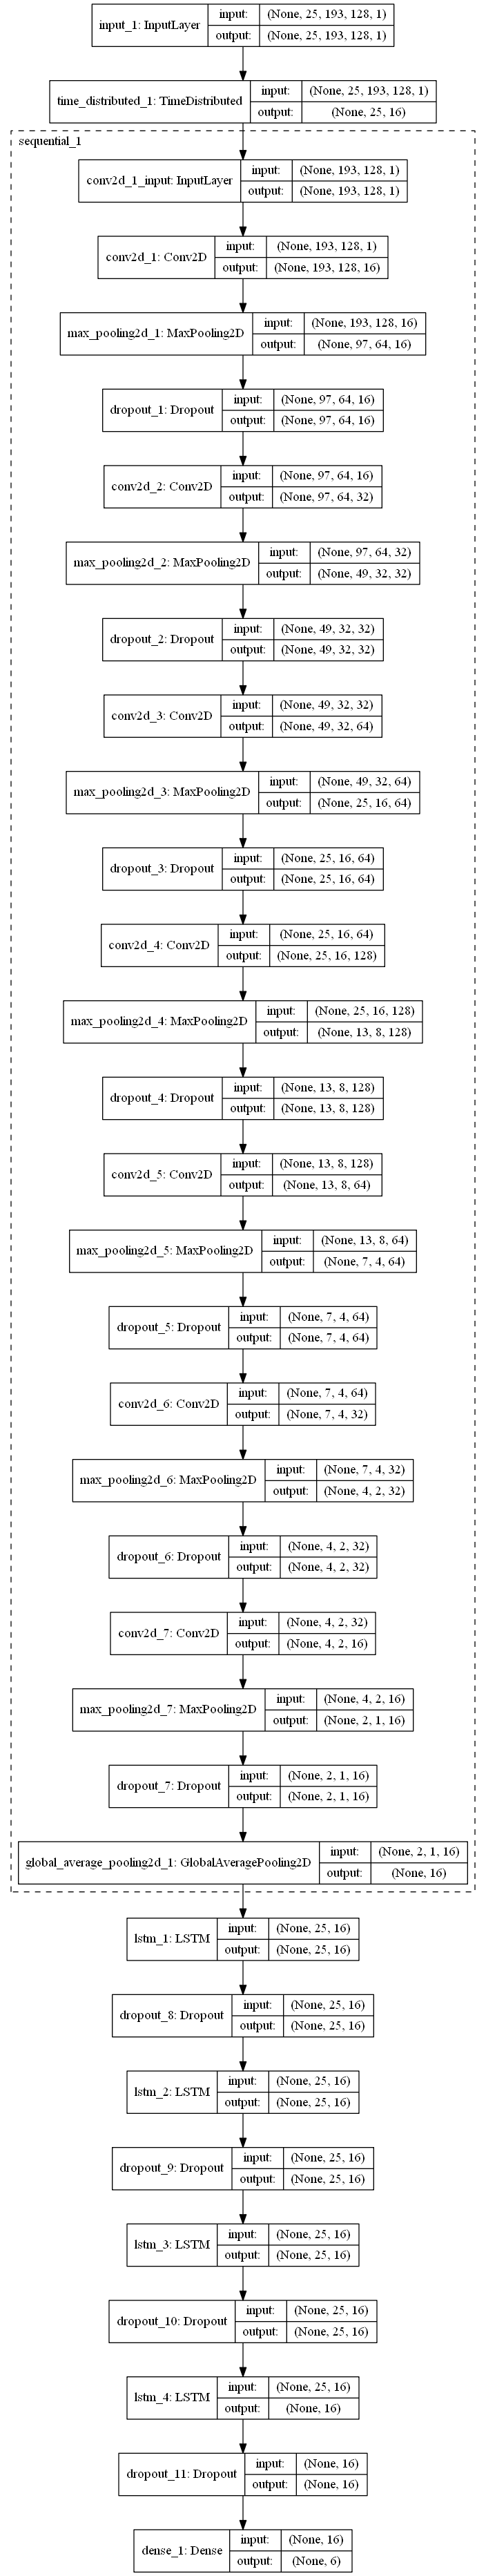 input_1: InputLayer
input: (None, 25, 193, 128, 1)
output: (None, 25, 193, 128, 1)
time_distributed_1: TimeDistributed
input: (None, 25, 193, 128, 1)
output: (None, 25, 16)
sequential_1
conv2d_1_input: InputLayer
input: (None, 193, 128, 1)
output: (None, 193, 128, 1)
conv2d_1: Conv2D
input: (None, 193, 128, 1)
output: (None, 193, 128, 16)
max_pooling2d_1: MaxPooling2D
input: (None, 193, 128, 16)
output: (None, 97, 64, 16)
dropout_1: Dropout
input: (None, 97, 64, 16)
output: (None, 97, 64, 16)
conv2d_2: Conv2D
input: (None, 97, 64, 16)
output: (None, 97, 64, 32)
max_pooling2d_2: MaxPooling2D
input: (None, 97, 64, 32)
output: (None, 49, 32, 32)
dropout_2: Dropout
input: (None, 49, 32, 32)
output: (None, 49, 32, 32)
conv2d_3: Conv2D
input: (None, 49, 32, 32)
output: (None, 49, 32, 64)
max_pooling2d_3: MaxPooling2D
input: (None, 49, 32, 64)
output: (None, 25, 16, 64)
dropout_3: Dropout
input: (None, 25, 16, 64)
output: (None, 25, 16, 64)
conv2d_4: Conv2D
input: (None, 25, 16, 64)
output: (None, 25, 16, 128)
max_pooling2d_4: MaxPooling2D
input: (None, 25, 16, 128)
output: (None, 13, 8, 128)
dropout_4: Dropout
input: (None, 13, 8, 128)
output: (None, 13, 8, 128)
conv2d_5: Conv2D
input: (None, 13, 8, 128)
output: (None, 13, 8, 64)
max_pooling2d_5: MaxPooling2D
input: (None, 13, 8, 64)
output: (None, 7, 4, 64)
dropout_5: Dropout
input: (None, 7, 4, 64)
output: (None, 7, 4, 64)
conv2d_6: Conv2D
input: (None, 7, 4, 64)
output: (None, 7, 4, 32)
max_pooling2d_6: MaxPooling2D
input: (None, 7, 4, 32)
output: (None, 4, 2, 32)
dropout_6: Dropout
input: (None, 4, 2, 32)
output: (None, 4, 2, 32)
conv2d_7: Conv2D
input: (None, 4, 2, 32)
output: (None, 4, 2, 16)
max_pooling2d_7: MaxPooling2D
input: (None, 4, 2, 16)
output: (None, 2, 1, 16)
dropout_7: Dropout
input: (None, 2, 1, 16)
output: (None, 2, 1, 16)
global_average_pooling2d_1: GlobalAveragePooling2D
input: (None, 2, 1, 16)
output: (None, 16)
lstm_1: LSTM
input: (None, 25, 16)
output: (None, 25, 16)
dropout_8: Dropout
input: (None, 25, 16)
output: (None, 25, 16)
lstm_2: LSTM
input: (None, 25, 16)
output: (None, 25, 16)
dropout_9: Dropout
input: (None, 25, 16)
output: (None, 25, 16)
lstm_3: LSTM
input: (None, 25, 16)
output: (None, 25, 16)
dropout_10: Dropout
input: (None, 25, 16)
output: (None, 25, 16)
lstm_4: LSTM
input: (None, 25, 16)
output: (None, 16)
dropout_11: Dropout
input: (None, 16)
output: (None, 16)
dense_1: Dense
input: (None, 16)
output: (None, 6)